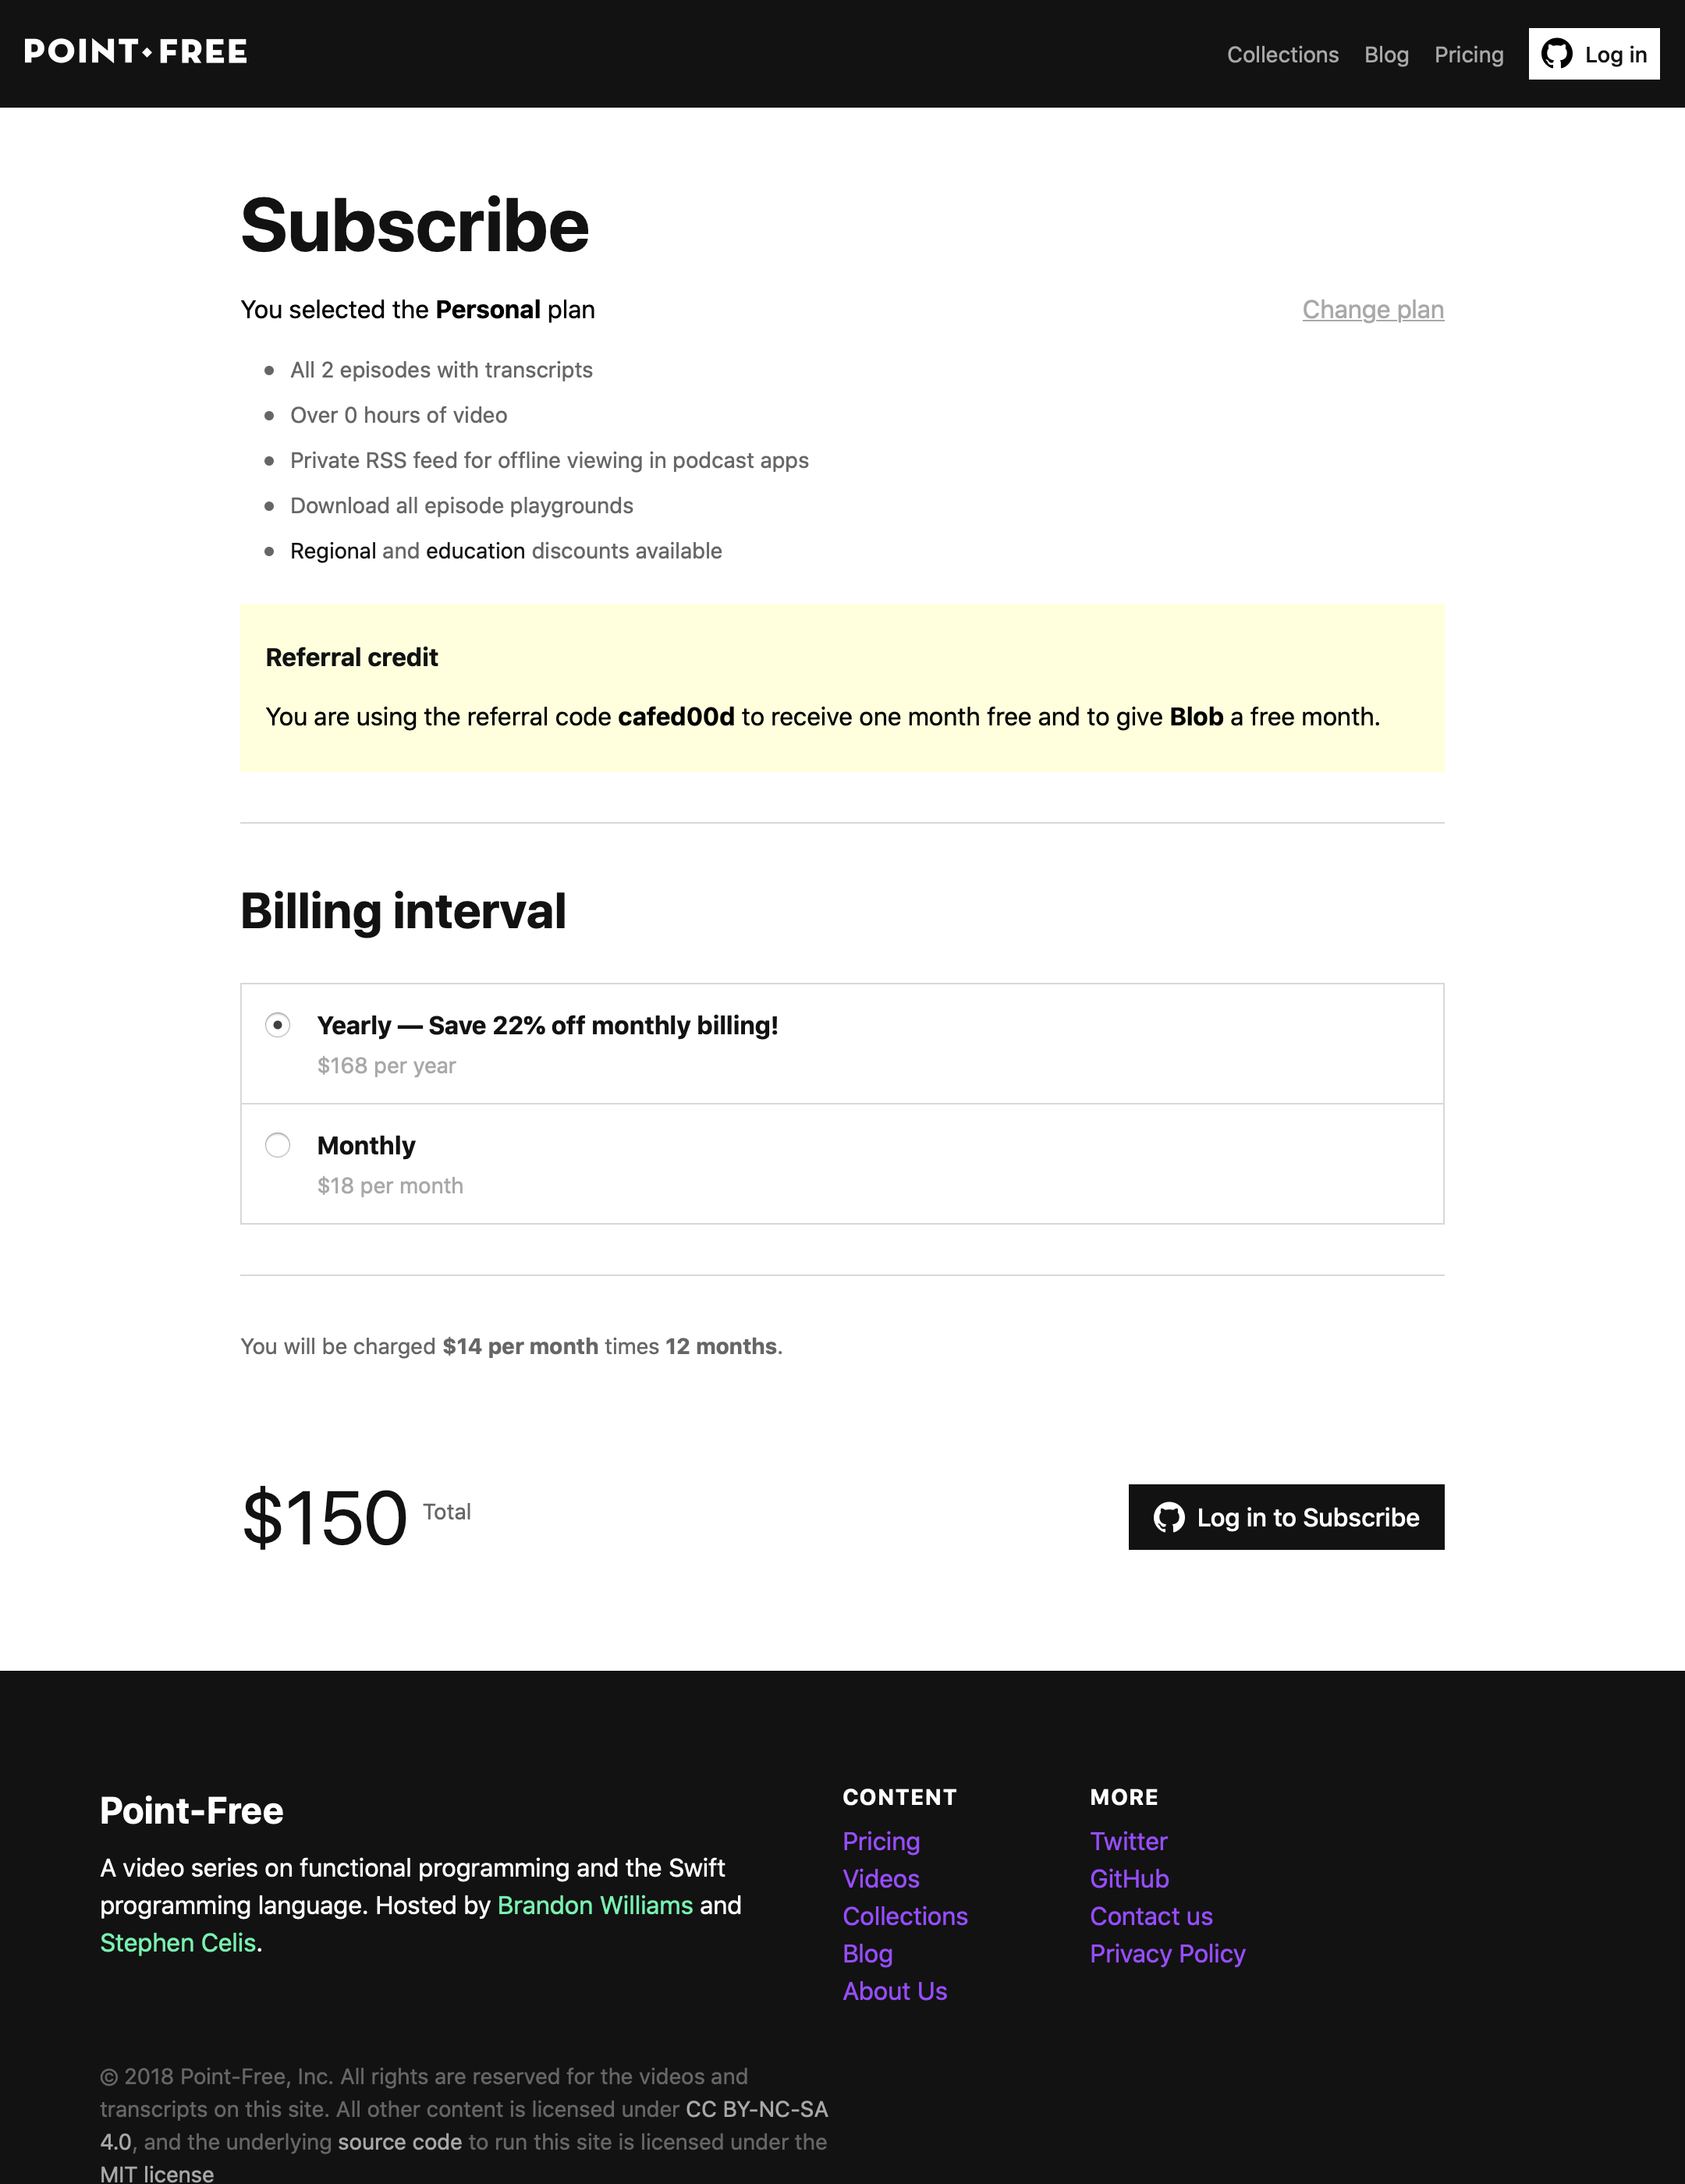 POINT·FREE
Collections Blog Pricing Log in
Subscribe
You selected the Personal plan Change plan
All 2 episodes with transcripts
Over 0 hours of video
Private RSS feed for offline viewing in podcast apps
Download all episode playgrounds
Regional and education discounts available
Referral credit
You are using the referral code cafed00d to receive one month free and to give Blob a free month.
Billing interval
Yearly — Save 22% off monthly billing!
$168 per year
Monthly
$18 per month
You will be charged $14 per month times 12 months.
$150 Total
Log in to Subscribe
Point-Free
A video series on functional programming and the Swift
programming language. Hosted by Brandon Williams and
Stephen Celis.
CONTENT
Pricing
Videos
Collections
Blog
About Us
MORE
Twitter
GitHub
Contact us
Privacy Policy
© 2018 Point-Free, Inc. All rights are reserved for the videos and
transcripts on this site. All other content is licensed under CC BY-NC-SA
4.0, and the underlying source code to run this site is licensed under the
MIT license